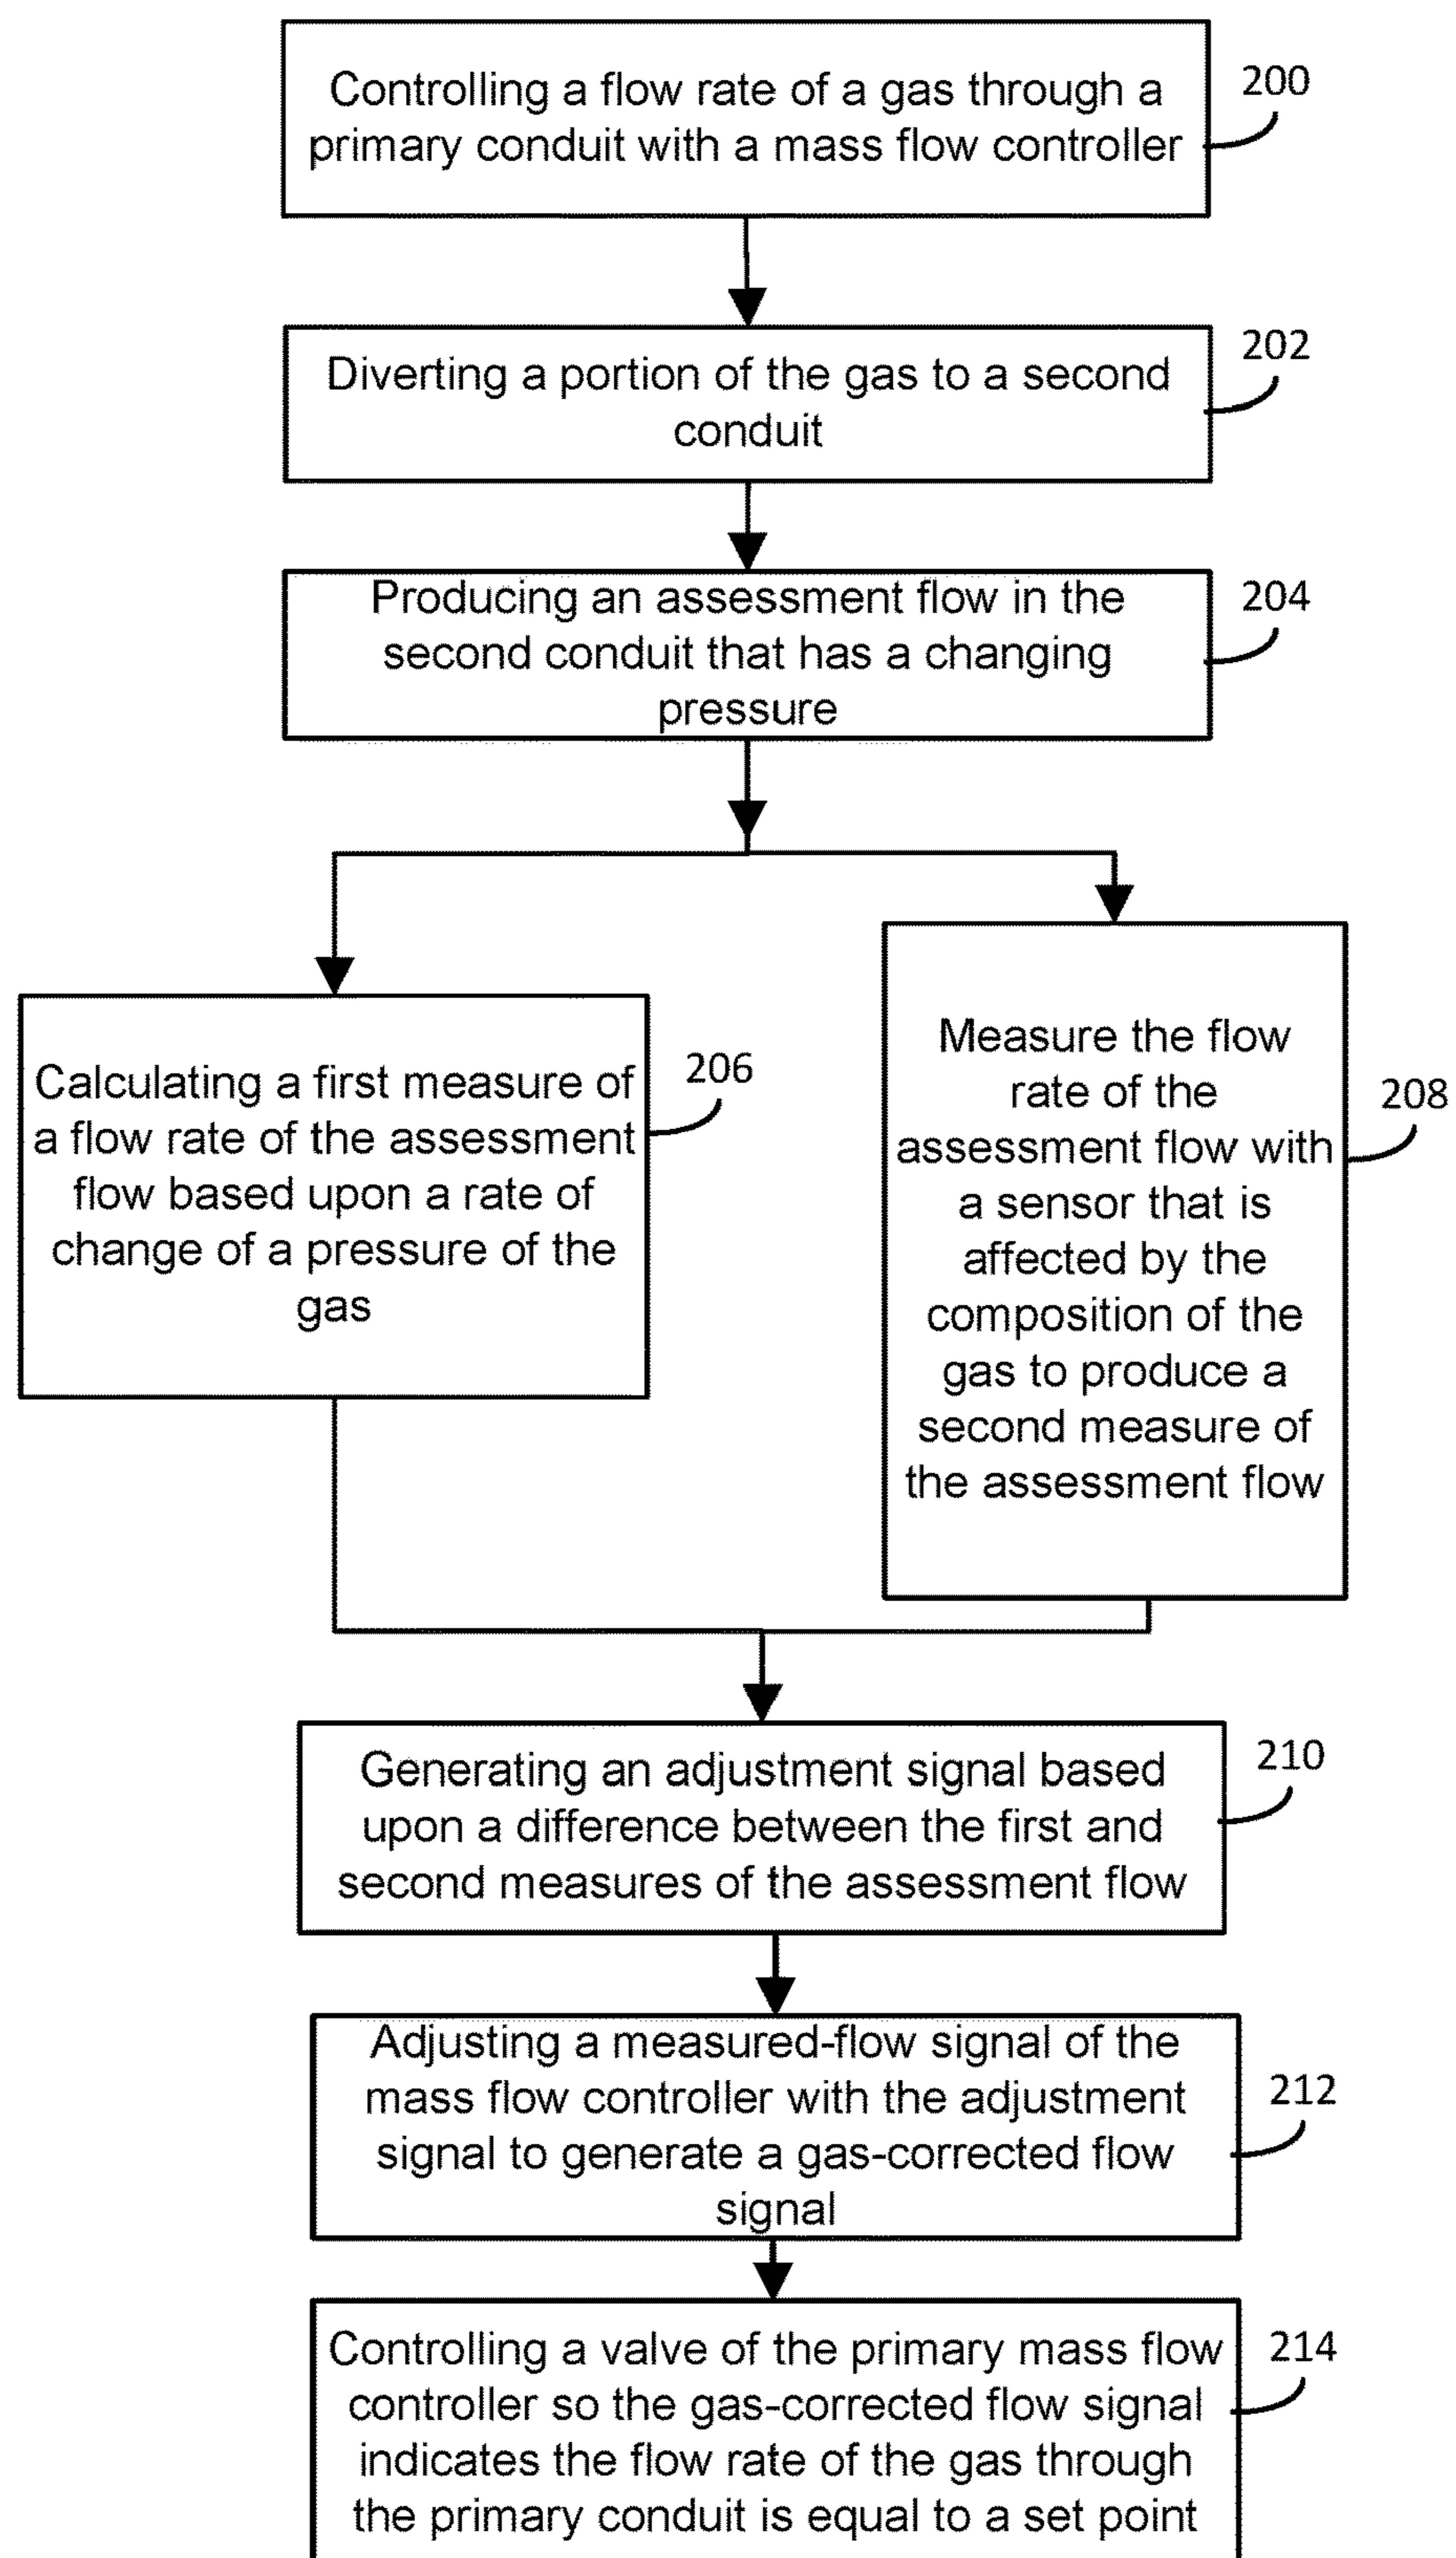 Controlling a flow rate of a gas through a
primary conduit with a mass flow controller
200
Diverting a portion of the gas to a second
conduit
202
Producing an assessment flow in the
second conduit that has a changing
pressure
204
Calculating a first measure of
a flow rate of the assessment
flow based upon a rate of
change of a pressure of the
gas
206
Measure the flow
rate of the
assessment flow with
a sensor that is
affected by the
composition of the
gas to produce a
second measure of
the assessment flow
208
Generating an adjustment signal based
upon a difference between the first and
second measures of the assessment flow
210
Adjusting a measured-flow signal of the
mass flow controller with the adjustment
signal to generate a gas-corrected flow
signal
212
Controlling a valve of the primary mass flow
controller so the gas-corrected flow signal
indicates the flow rate of the gas through
the primary conduit is equal to a set point
214